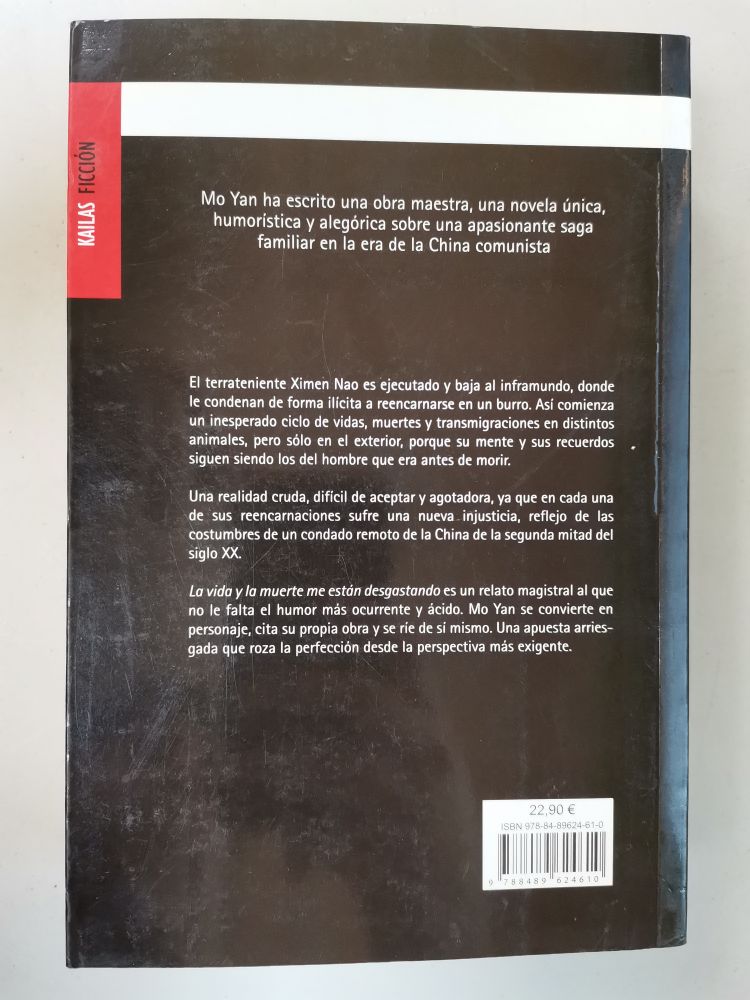 KAILAS FICCIÓN
Mo Yan ha escrito una obra maestra, una novela única,
humorística y alegórica sobre una apasionante saga
familiar en la era de la China comunista
El terrateniente Ximen Nao es ejecutado y baja al inframundo, donde
le condenan de forma ilícita a reencarnarse en un burro. Así comienza
un inesperado ciclo de vidas, muertes y transmigraciones en distintos
animales, pero sólo en el exterior, porque su mente y sus recuerdos
siguen siendo los del hombre que era antes de morir.
Una realidad cruda, difícil de aceptar y agotadora, ya que en cada una
de sus reencarnaciones sufre una nueva injusticia, reflejo de las
costumbres de un condado remoto de la China de la segunda mitad del
siglo XX.
La vida y la muerte me están desgastando es un relato magistral al que
no le falta el humor más ocurrente y ácido. Mo Yan se convierte en
personaje, cita su propia obra y se ríe de sí mismo. Una apuesta arries-
gada que roza la perfección desde la perspectiva más exigente.
22,90 €
ISBN 978-84-89624-61-0
9 788489 624610